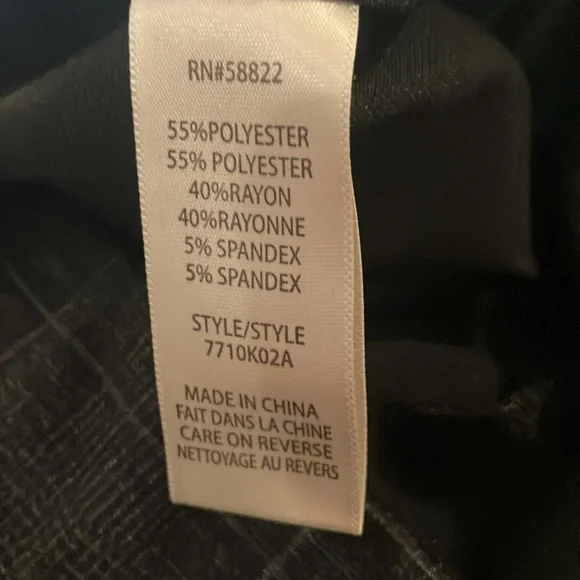 RN#58822
55%POLYESTER
55% POLYESTER
40%RAYON
40%RAYONNE
5% SPANDEX
5% SPANDEX
STYLE/STYLE
7710K02A
MADE IN CHINA
FAIT DANS LA CHINE
CARE ON REVERSE
NETTOYAGE AU REVERS